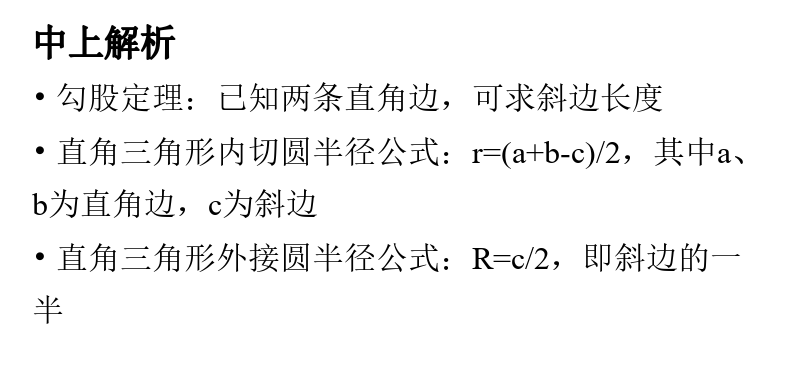 中上解析
• 勾股定理：已知两条直角边，可求斜边长度
• 直角三角形内切圆半径公式：r=(a+b-c)/2，其中a、
b为直角边，c为斜边
• 直角三角形外接圆半径公式：R=c/2，即斜边的一
半